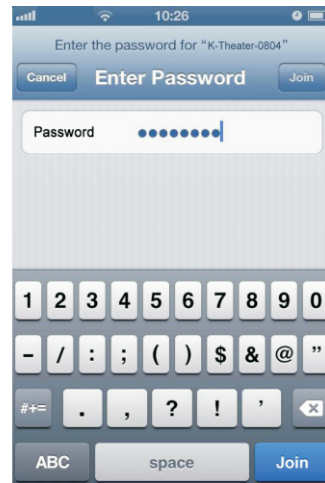 10:26
Enter the password for “K-Theater-0804”
Cancel Enter Password Join
Password ••••••••
1 2 3 4 5 6 7 8 9 0
- / : ; ( ) $ & @ ”
#+= . , ? ! ’
ABC space Join